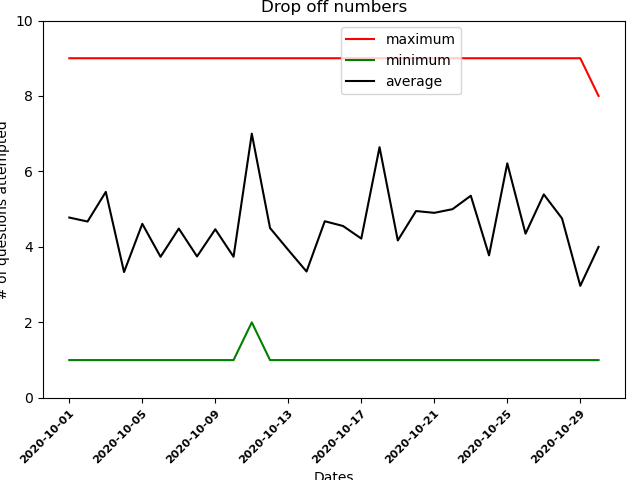 Drop off numbers
maximum
minimum
average
# of questions attempted
10
8
6
4
2
0
2020-10-01
2020-10-05
2020-10-09
2020-10-13
2020-10-17
2020-10-21
2020-10-25
2020-10-29
Dates